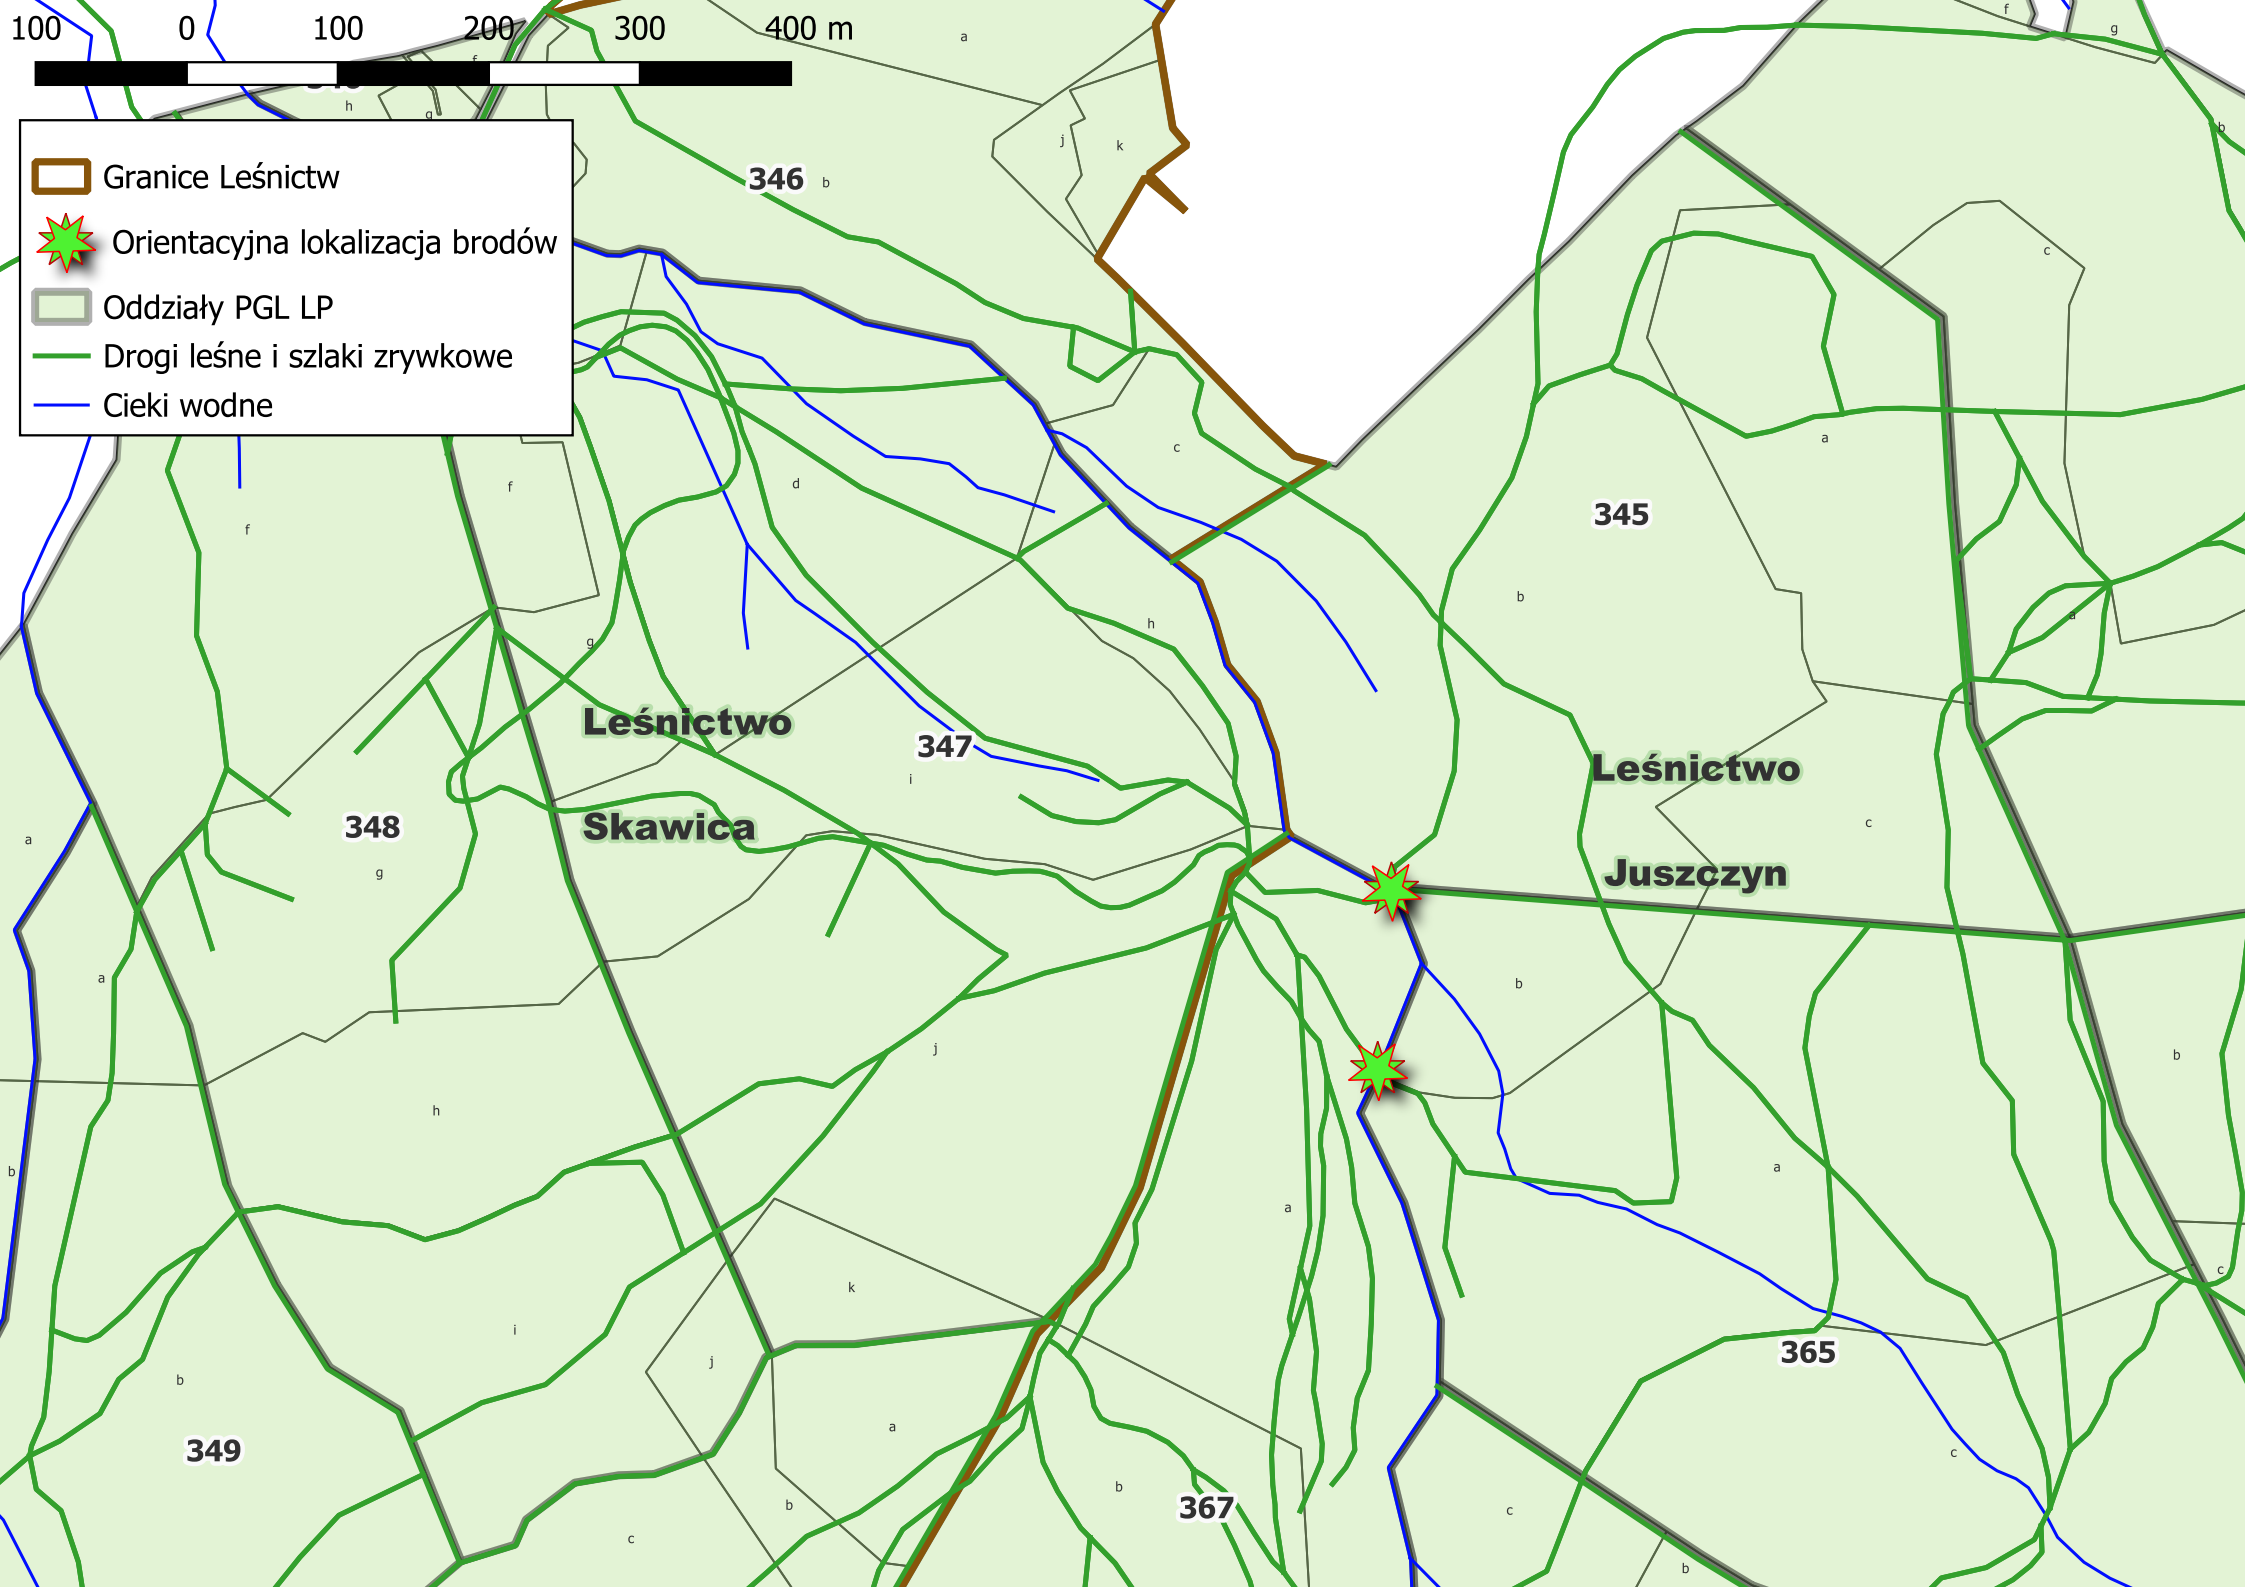 100 0 100 200 300 400 m
Granice Leśnictw
Orientacyjna lokalizacja brodów
Oddziały PGL LP
Drogi leśne i szlaki zrywkowe
Cieki wodne
f
h
g
a
f
g
b
346
b
j
k
c
f
f
d
c
a
345
b
a
h
g
Leśnictwo
347
i
Leśnictwo
Skawica
348
a
g
c
Juszczyn
a
b
j
b
h
b
a
a
k
c
i
j
365
b
a
349
c
b
b
367
c
c
b